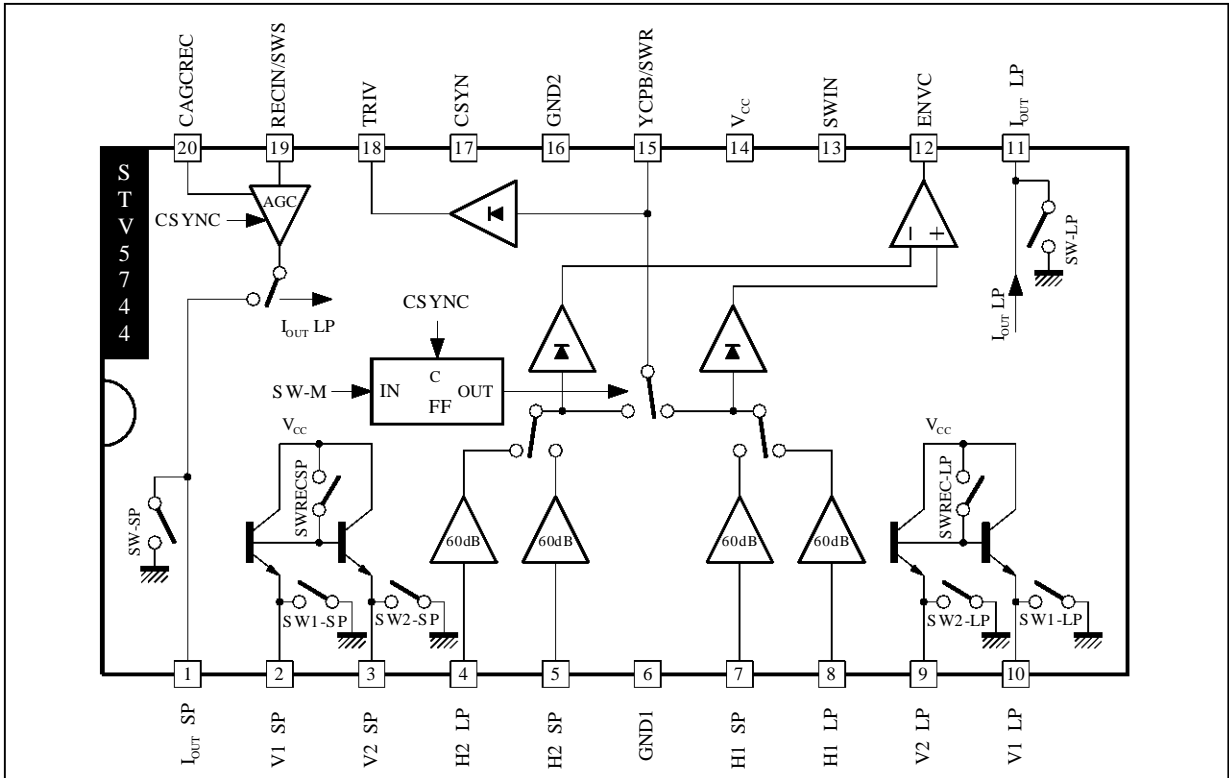 CAGCREC
RECIN/SWS
TRIV
CSYN
GND2
YCPB/SWR
VCC
SWIN
ENVC
IOUT LP
20
19
18
17
16
15
14
13
12
11
STV5744
AGC
CSYNC
IOUT LP
CSYNC
SW-M
IN
C
FF
OUT
− +
SW-LP
IOUT LP
VCC
SWRECSP
SW-SP
SW1-SP
SW2-SP
60dB
60dB
60dB
60dB
VCC
SWREC-LP
SW2-LP
SW1-LP
1
2
3
4
5
6
7
8
9
10
IOUT SP
V1 SP
V2 SP
H2 LP
H2 SP
GND1
H1 SP
H1 LP
V2 LP
V1 LP